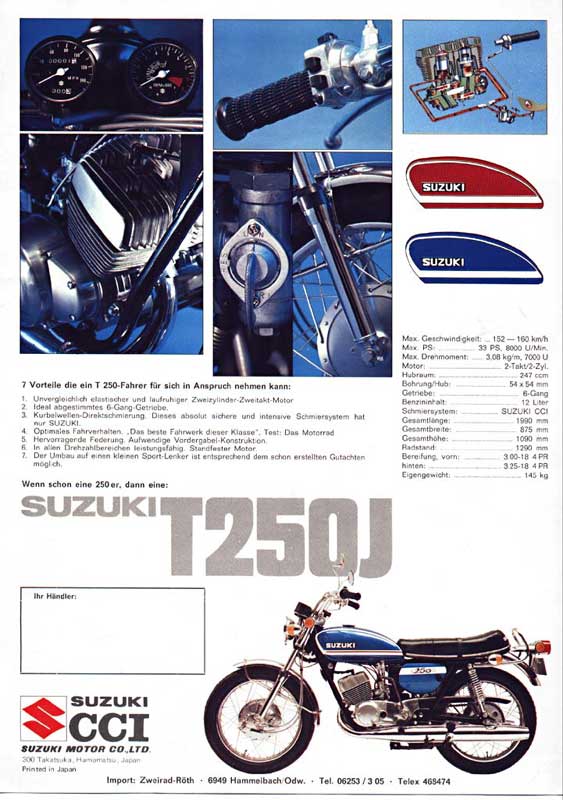 SUZUKI
SUZUKI
7 Vorteile die ein T 250-Fahrer für sich in Anspruch nehmen kann:
1. Unvergleichlich elastischer und laufruhiger Zweizylinder-Zweitakt-Motor
2. Ideal abgestimmtes 6-Gang-Getriebe.
3. Kurbelwellen-Direktschmierung. Dieses absolut sichere und intensive Schmiersystem hat
nur SUZUKI.
4. Optimales Fahrverhalten. „Das beste Fahrwerk dieser Klasse". Test: Das Motorrad
5. Hervorragende Federung. Aufwendige Vordergabel-Konstruktion.
6. In allen Drehzahlbereichen leistungsfähig. Standfester Motor.
7. Der Umbau auf einen kleinen Sport-Lenker ist entsprechend dem schon erstellten Gutachten
möglich.
Max. Geschwindigkeit: ... 152 — 160 km/h
Max. PS: ........ 33 PS, 8000 U/Min.
Max. Drehmoment: .... 3,08 kg/m, 7000 U
Motor: ........ 2-Takt/2-Zyl.
Hubraum: ........ 247 ccm
Bohrung/Hub: ........ 54 x 54 mm
Getriebe: ........ 6-Gang
Benzininhalt: ........ 12 Liter
Schmiersystem: ........ SUZUKI CCI
Gesamtlänge: ........ 1990 mm
Gesamtbreite: ........ 875 mm
Gesamthöhe: ........ 1090 mm
Radstand: ........ 1290 mm
Bereifung, vorn: ........ 3.00-18 4 PR
hinten: ........ 3.25-18 4 PR
Eigengewicht: ........ 145 kg
Wenn schon eine 250er, dann eine:
SUZUKI T250J
Ihr Händler:
SUZUKI
250
SUZUKI
CCI
SUZUKI MOTOR CO.,LTD.
300 Takatsuka, Hamamatsu, Japan
Printed in Japan
Import: Zweirad-Röth · 6949 Hammelbach/Odw. · Tel. 06253 / 3 05 · Telex 468474